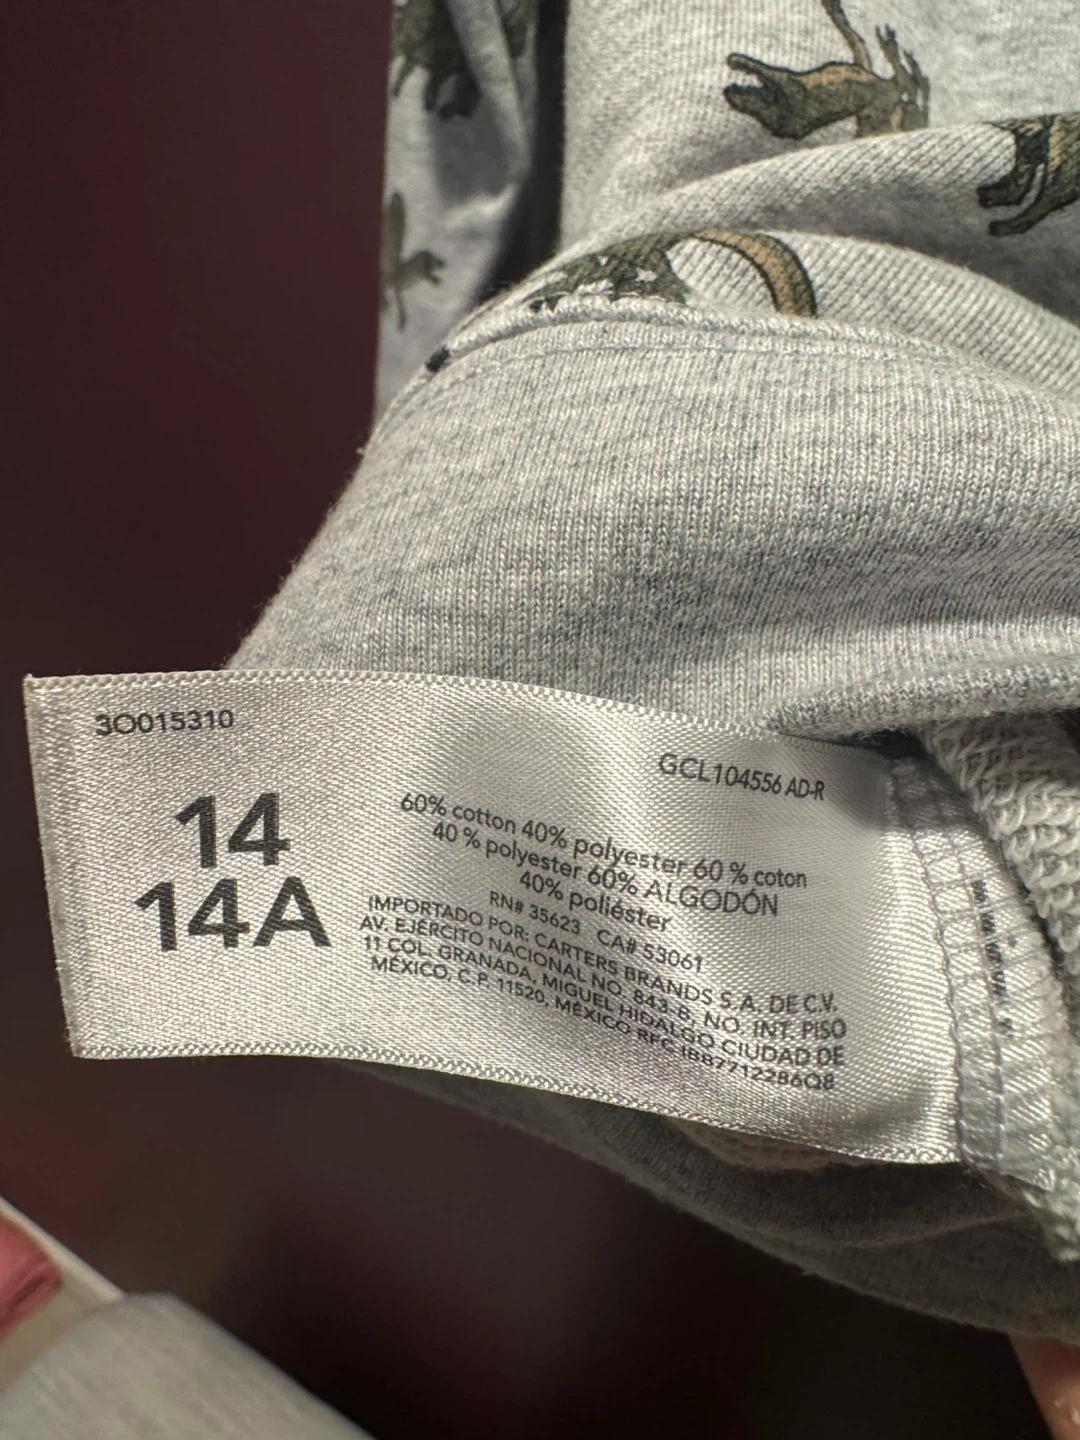 3O015310
GCL104556 AD-R
14
14A
60% cotton 40% polyester 60 % coton
40 % polyester 60% ALGODÓN
40% poliéster
RN# 35623 CA# 53061
IMPORTADO POR: CARTERS BRANDS S.A. DE C.V.
AV. EJÉRCITO NACIONAL NO. 843-B, NO. INT. PISO
11 COL. GRANADA, MIGUEL HIDALGO CIUDAD DE
MÉXICO, C.P. 11520, MÉXICO RFC IBB7712286Q8